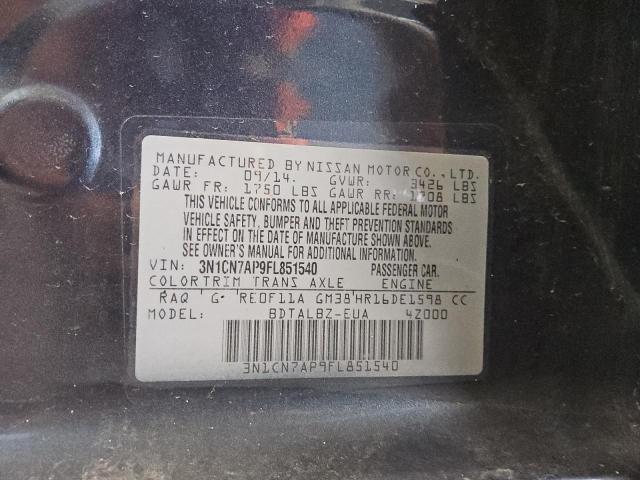 MANUFACTURED BY NISSAN MOTOR CO., LTD.
DATE: 09/14. GVWR: 3426 LBS
GAWR FR: 1750 LBS GAWR RR: 1708 LBS
THIS VEHICLE CONFORMS TO ALL APPLICABLE FEDERAL MOTOR
VEHICLE SAFETY, BUMPER AND THEFT PREVENTION STANDARDS
IN EFFECT ON THE DATE OF MANUFACTURE SHOWN ABOVE.
SEE OWNER'S MANUAL FOR ADDITIONAL INFORMATION.
VIN: 3N1CN7AP9FL851540 PASSENGER CAR.
COLOR TRIM TRANS AXLE ENGINE
RAQ G RE0F11A GM38 HR16DE1598 CC
MODEL: BDTALBZ-EUA 4Z000
3N1CN7AP9FL851540